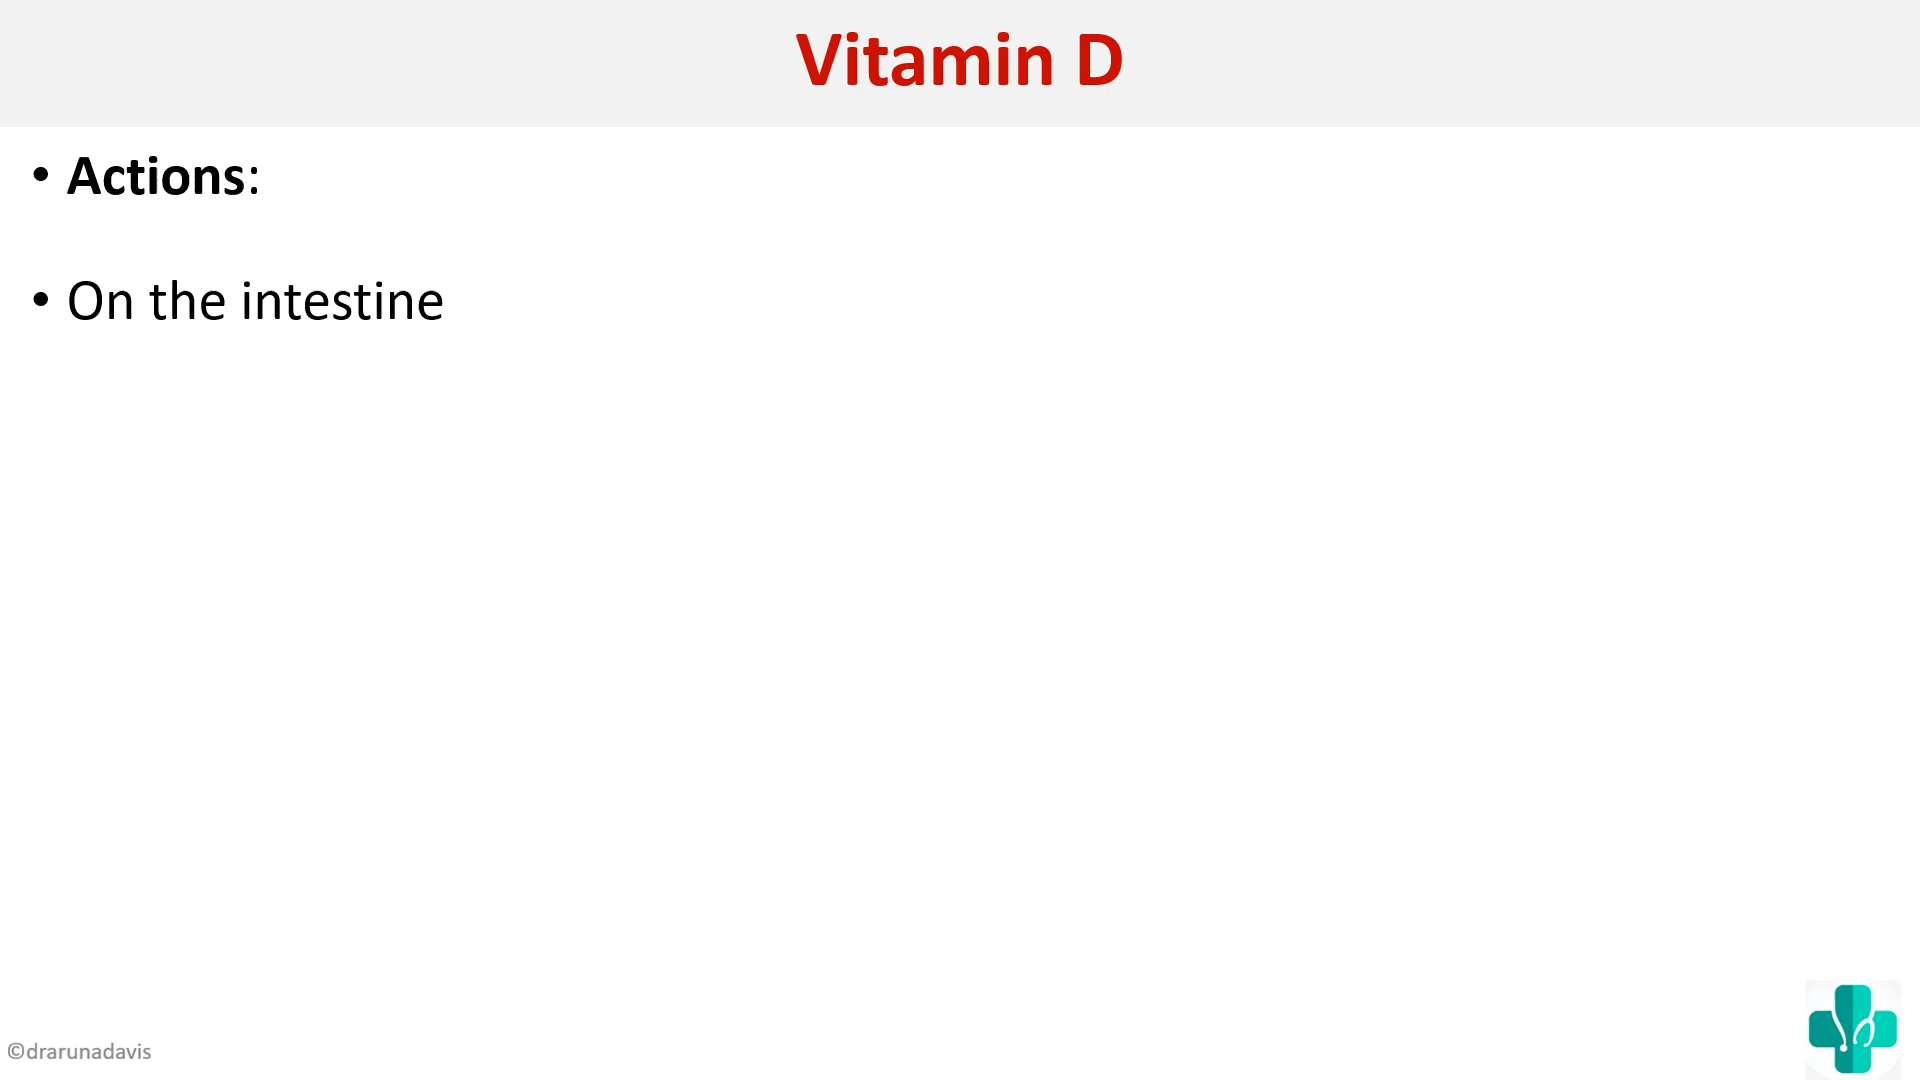 Vitamin D
• Actions:
• On the intestine
©drarunadavis